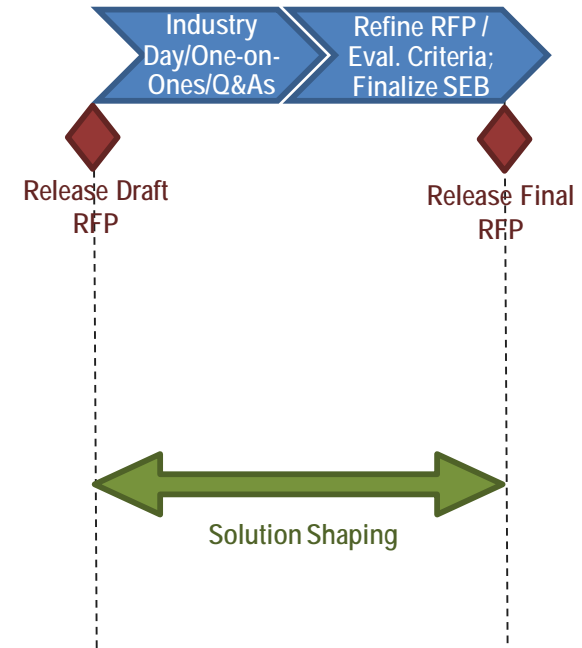 Industry
Day/One-on-
Ones/Q&As
Refine RFP /
Eval. Criteria;
Finalize SEB
Release Draft
RFP
Release Final
RFP
Solution Shaping